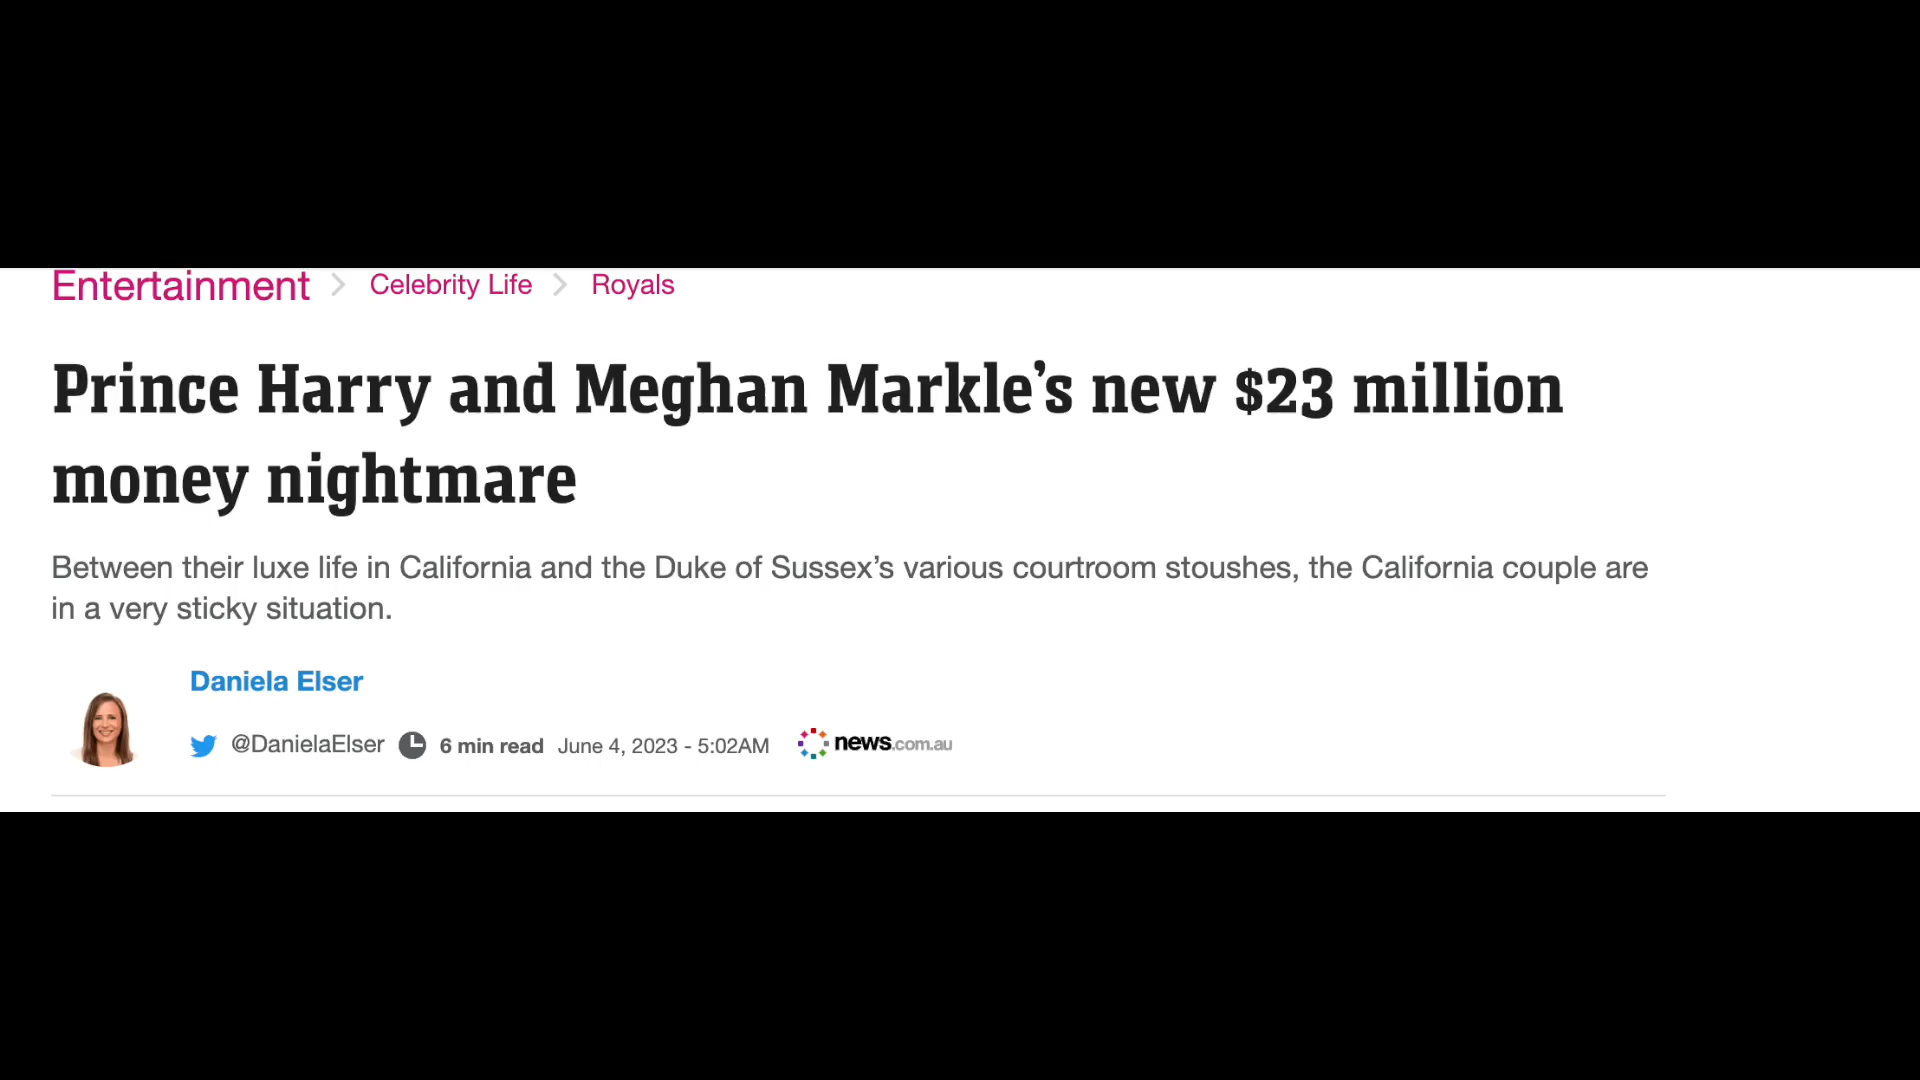 Entertainment > Celebrity Life > Royals
Prince Harry and Meghan Markle’s new $23 million
money nightmare
Between their luxe life in California and the Duke of Sussex’s various courtroom stoushes, the California couple are
in a very sticky situation.
Daniela Elser
@DanielaElser 6 min read June 4, 2023 - 5:02AM news.com.au